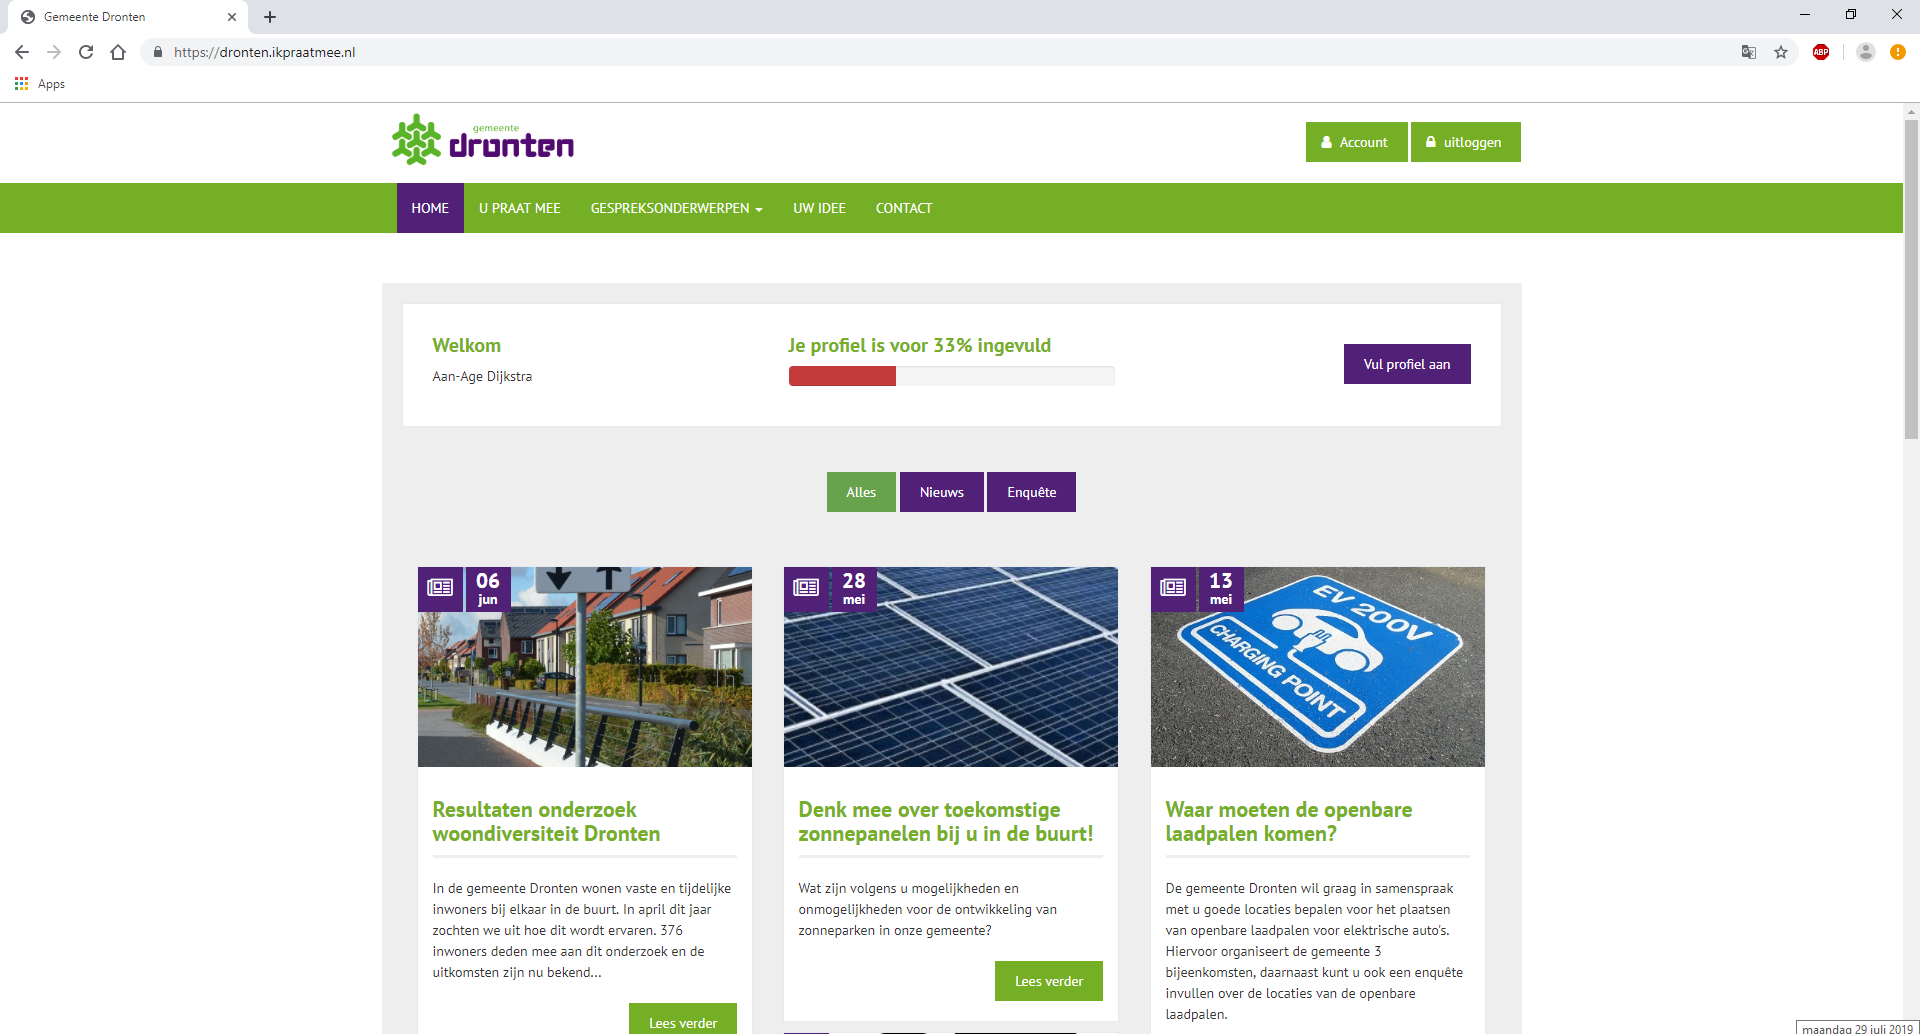 Gemeente Dronten
https://dronten.ikpraatmee.nl
ABP
Apps
gemeente
dronten
Account
uitloggen
HOME
U PRAAT MEE
GESPREKSONDERWERPEN
UW IDEE
CONTACT
Welkom
Aan-Age Dijkstra
Je profiel is voor 33% ingevuld
Vul profiel aan
Alles
Nieuws
Enquête
06
jun
Resultaten onderzoek
woondiversiteit Dronten
In de gemeente Dronten wonen vaste en tijdelijke
inwoners bij elkaar in de buurt. In april dit jaar
zochten we uit hoe dit wordt ervaren. 376
inwoners deden mee aan dit onderzoek en de
uitkomsten zijn nu bekend...
Lees verder
28
mei
Denk mee over toekomstige
zonnepanelen bij u in de buurt!
Wat zijn volgens u mogelijkheden en
onmogelijkheden voor de ontwikkeling van
zonneparken in onze gemeente?
Lees verder
13
mei
EV 200V
CHARGING POINT
Waar moeten de openbare
laadpalen komen?
De gemeente Dronten wil graag in samenspraak
met u goede locaties bepalen voor het plaatsen
van openbare laadpalen voor elektrische auto's.
Hiervoor organiseert de gemeente 3
bijeenkomsten, daarnaast kunt u ook een enquête
invullen over de locaties van de openbare
laadpalen.
maandag 29 juli 2019